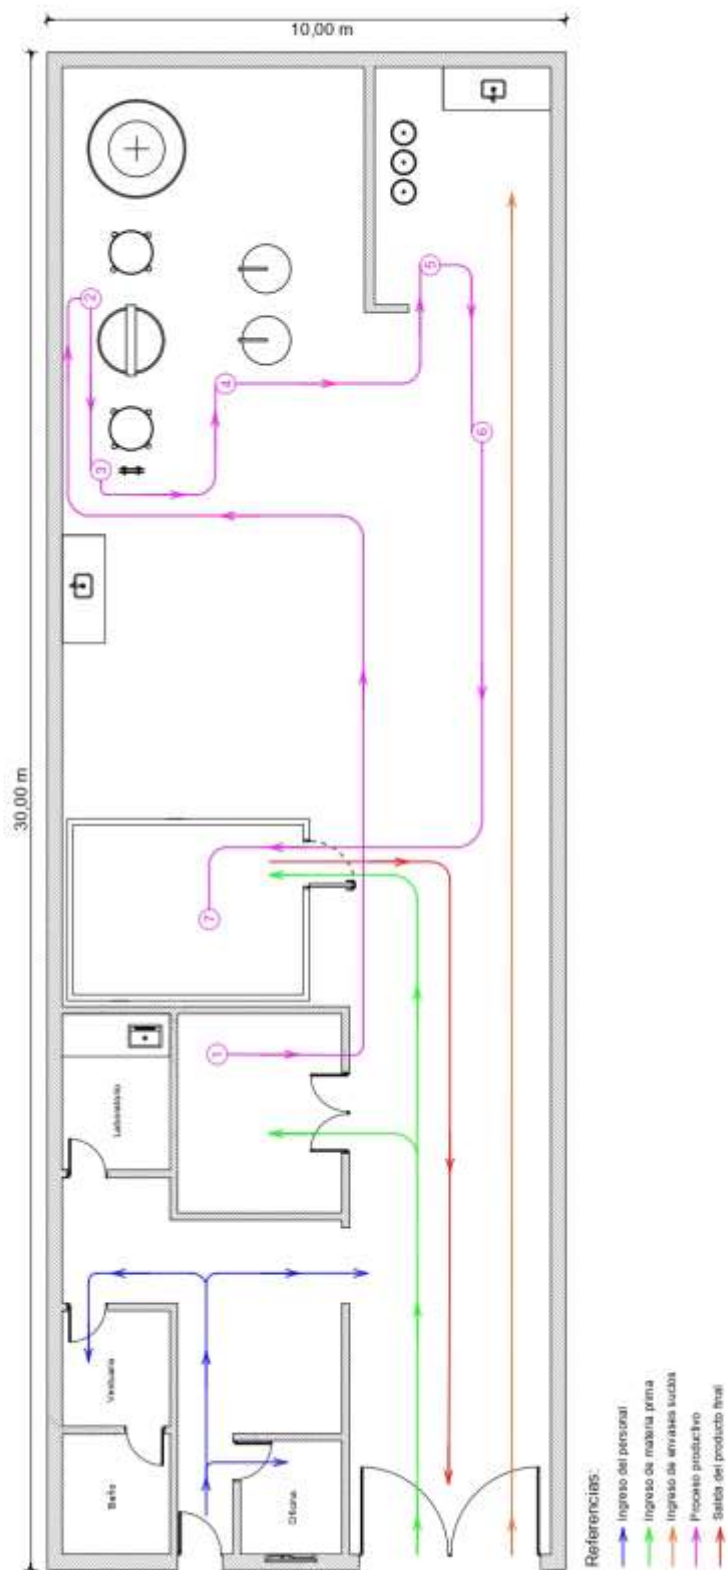 10,00 m
30,00 m
2
5
4
6
3
7
1
Laboratorio
Vestuario
Baño
Oficina
Referencias:
Ingreso del personal
Ingreso de materia prima
Ingreso de envases sucios
Proceso productivo
Salida del producto final